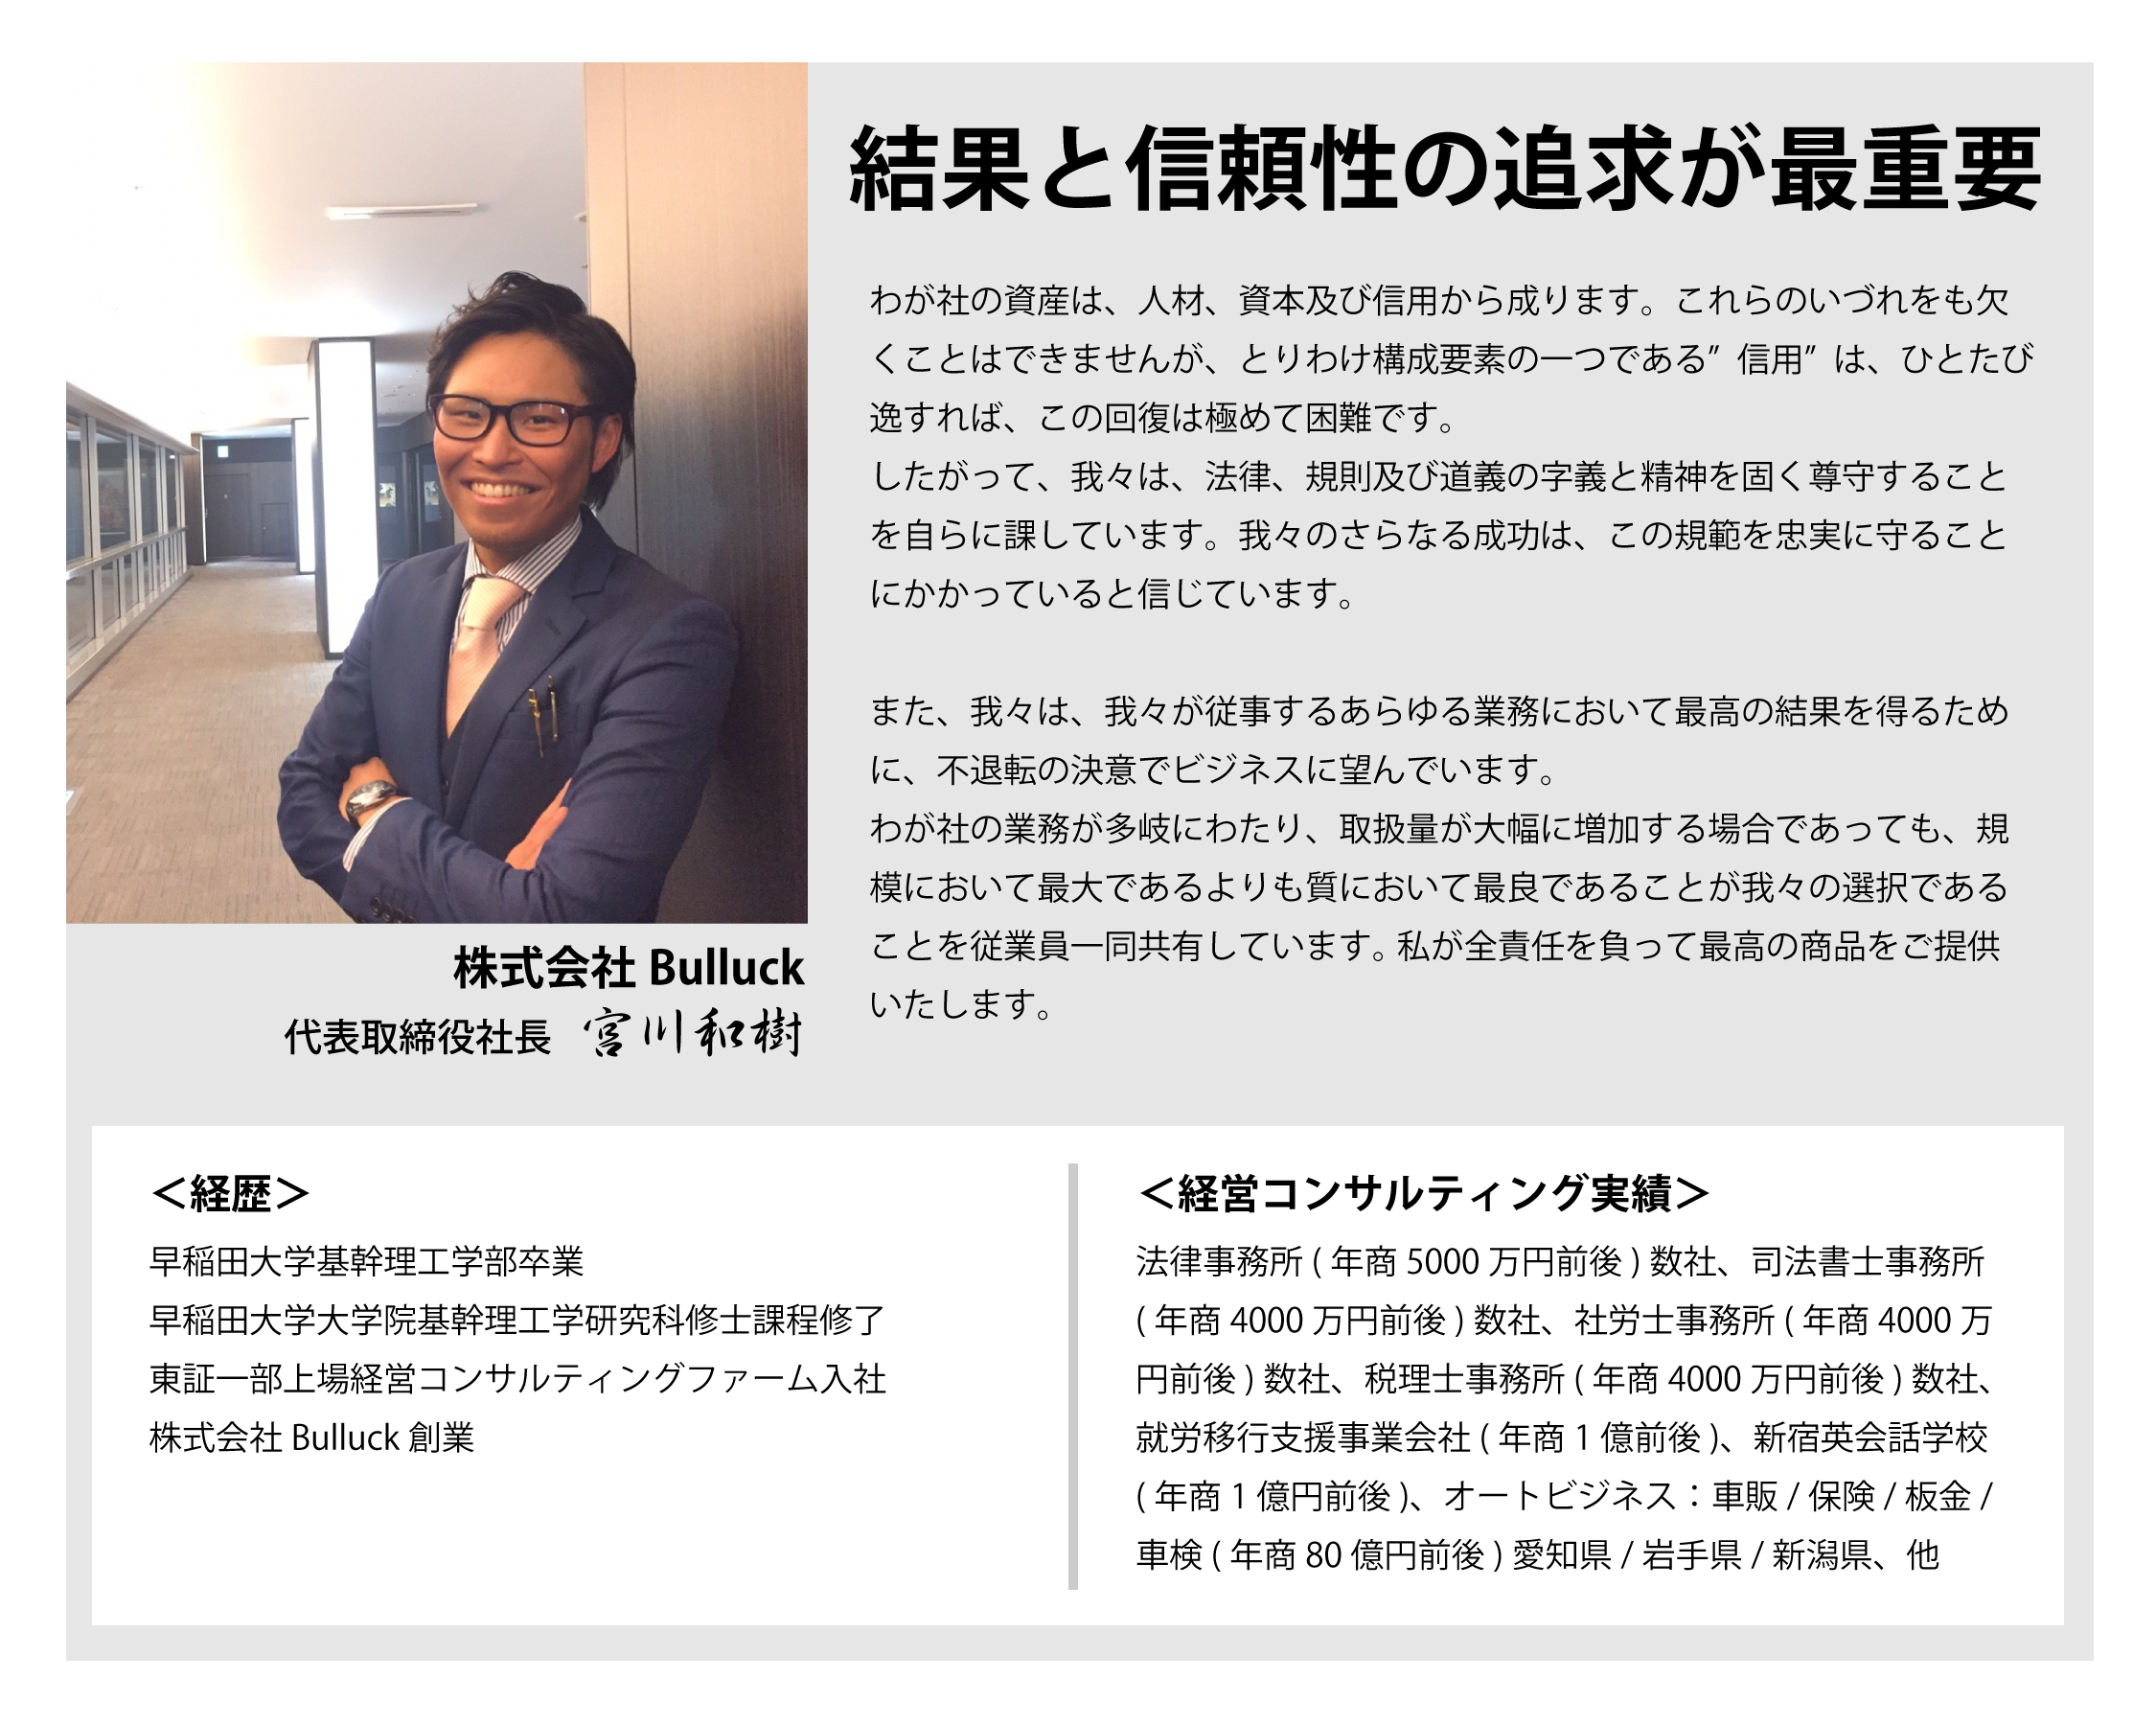 結果と信頼性の追求が最重要
わが社の資産は、人材、資本及び信用から成ります。これらのいづれをも欠
くことはできませんが、とりわけ構成要素の一つである”信用”は、ひとたび
逸すれば、この回復は極めて困難です。
したがって、我々は、法律、規則及び道義の字義と精神を固く尊守すること
を自らに課しています。我々のさらなる成功は、この規範を忠実に守ること
にかかっていると信じています。
また、我々は、我々が従事するあらゆる業務において最高の結果を得るため
に、不退転の決意でビジネスに望んでいます。
わが社の業務が多岐にわたり、取扱量が大幅に増加する場合であっても、規
模において最大であるよりも質において最良であることが我々の選択である
ことを従業員一同共有しています。私が全責任を負って最高の商品をご提供
いたします。
株式会社 Bulluck
代表取締役社長 宮川和樹
＜経歴＞
早稲田大学基幹理工学部卒業
早稲田大学大学院基幹理工学研究科修士課程修了
東証一部上場経営コンサルティングファーム入社
株式会社 Bulluck 創業
＜経営コンサルティング実績＞
法律事務所 ( 年商 5000 万円前後 ) 数社、司法書士事務所
( 年商 4000 万円前後 ) 数社、社労士事務所 ( 年商 4000 万
円前後 ) 数社、税理士事務所 ( 年商 4000 万円前後 ) 数社、
就労移行支援事業会社 ( 年商 1 億前後 )、新宿英会話学校
( 年商 1 億円前後 )、オートビジネス：車販 / 保険 / 板金 /
車検 ( 年商 80 億円前後 ) 愛知県 / 岩手県 / 新潟県、他